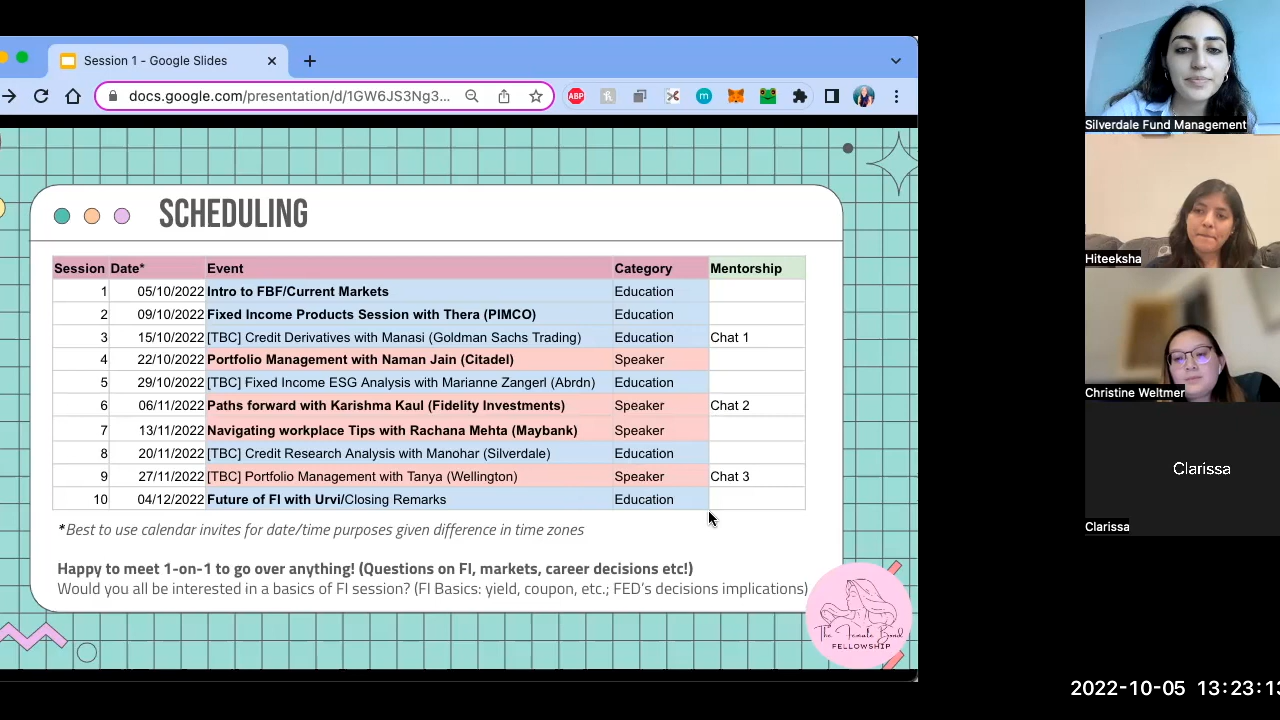 Session 1 - Google Slides
docs.google.com/presentation/d/1GW6JS3Ng3...
ABP
SCHEDULING
Session Date* Event Category Mentorship
1 05/10/2022 Intro to FBF/Current Markets Education
2 09/10/2022 Fixed Income Products Session with Thera (PIMCO) Education
3 15/10/2022 [TBC] Credit Derivatives with Manasi (Goldman Sachs Trading) Education Chat 1
4 22/10/2022 Portfolio Management with Naman Jain (Citadel) Speaker
5 29/10/2022 [TBC] Fixed Income ESG Analysis with Marianne Zangerl (Abrdn) Education
6 06/11/2022 Paths forward with Karishma Kaul (Fidelity Investments) Speaker Chat 2
7 13/11/2022 Navigating workplace Tips with Rachana Mehta (Maybank) Speaker
8 20/11/2022 [TBC] Credit Research Analysis with Manohar (Silverdale) Education
9 27/11/2022 [TBC] Portfolio Management with Tanya (Wellington) Speaker Chat 3
10 04/12/2022 Future of FI with Urvi/Closing Remarks Education
*Best to use calendar invites for date/time purposes given difference in time zones
Happy to meet 1-on-1 to go over anything! (Questions on FI, markets, career decisions etc!)
Would you all be interested in a basics of FI session? (FI Basics: yield, coupon, etc.; FED's decisions implications)
The Female Bond
FELLOWSHIP
Silverdale Fund Management
Hiteeksha
Christine Weltmer
Clarissa
Clarissa
2022-10-05 13:23:1